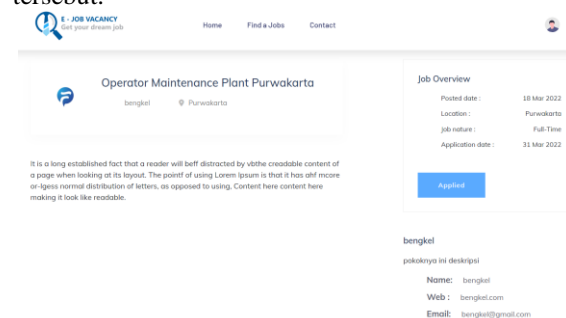 tersebut.
E - JOB VACANCY
Get your dream job
Home Find a Jobs Contact
Operator Maintenance Plant Purwakarta
bengkel Purwakarta
It is a long established fact that a reader will beff distracted by vbthe creadable content of
a page when looking at its layout. The pointf of using Lorem Ipsum is that it has ahf mcore
or-lgess normal distribution of letters, as opposed to using, Content here content here
making it look like readable.
Job Overview
Posted date : 18 Mar 2022
Location : Purwakarta
Job nature : Full-Time
Application date : 31 Mar 2022
Applied
bengkel
pokoknya ini deskripsi
Name: bengkel
Web : bengkel.com
Email: bengkel@gmail.com